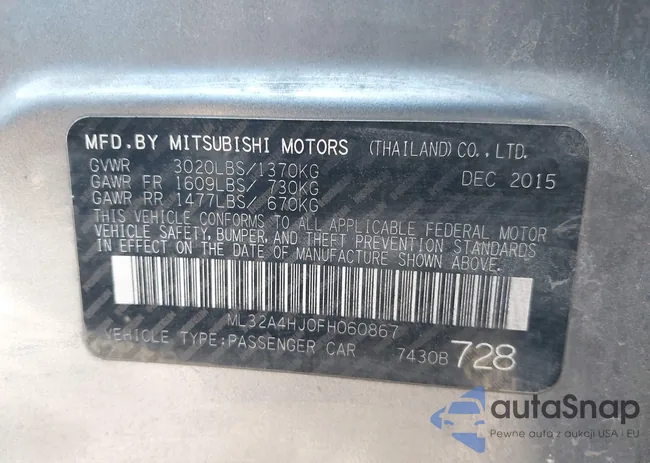 MFD.BY MITSUBISHI MOTORS (THAILAND) CO.,LTD.
GVWR 3020LBS/1370KG DEC 2015
GAWR FR 1609LBS/ 730KG
GAWR RR 1477LBS/ 670KG
THIS VEHICLE CONFORMS TO ALL APPLICABLE FEDERAL MOTOR
VEHICLE SAFETY, BUMPER, AND THEFT PREVENTION STANDARDS
IN EFFECT ON THE DATE OF MANUFACTURE SHOWN ABOVE.
ML32A4HJ0FH060867
VEHICLE TYPE;PASSENGER CAR 7430B 728
autaSnap
Pewne auta z aukcji USA i EU